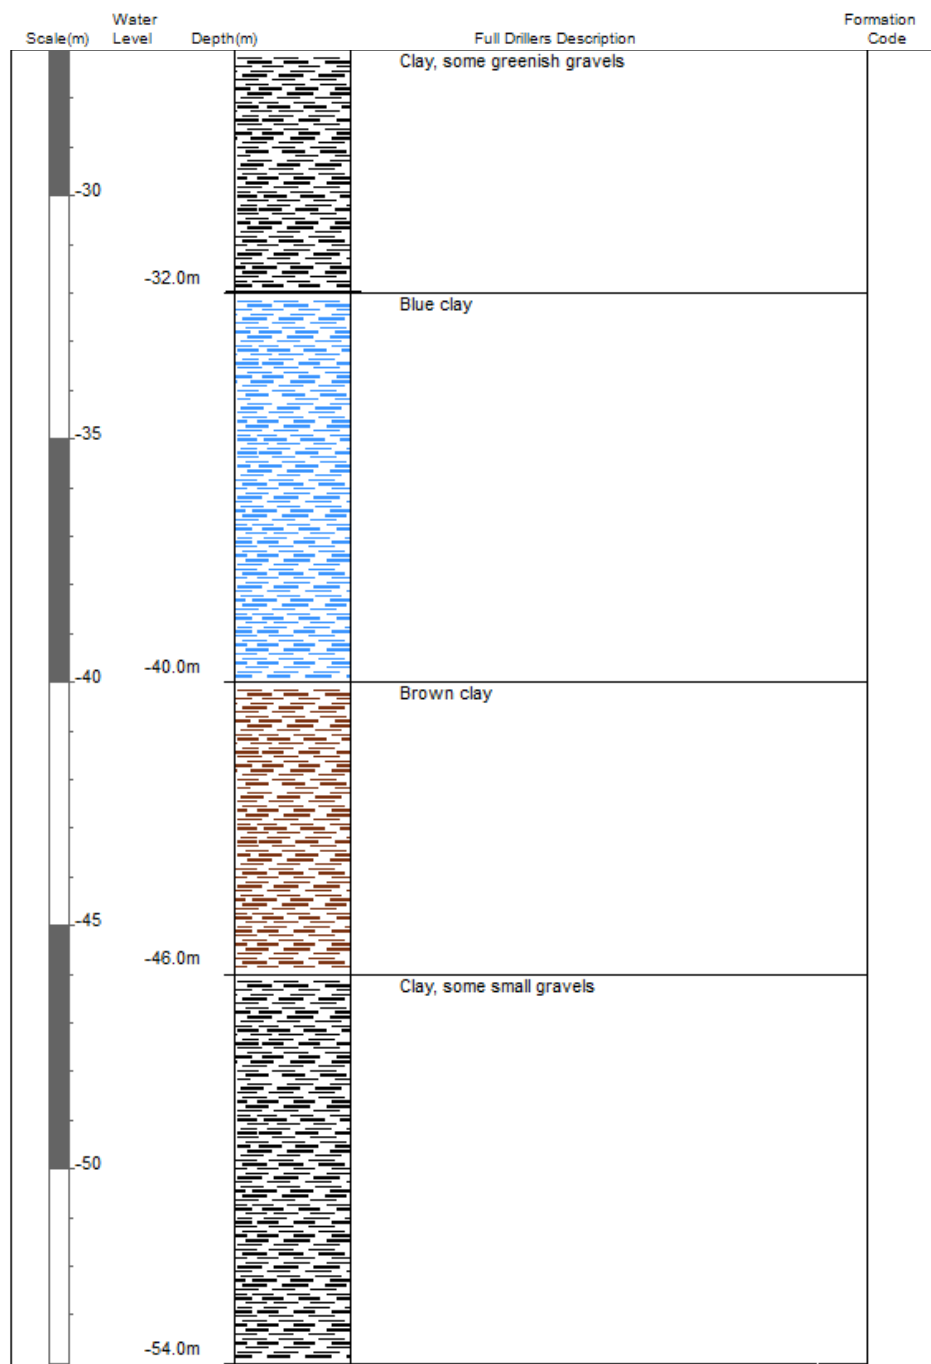 Water Formation
Scale(m) Level Depth(m) Full Drillers Description Code
Clay, some greenish gravels
-30
-32.0m
Blue clay
-35
-40.0m
-40
Brown clay
-45
-46.0m
Clay, some small gravels
-50
-54.0m